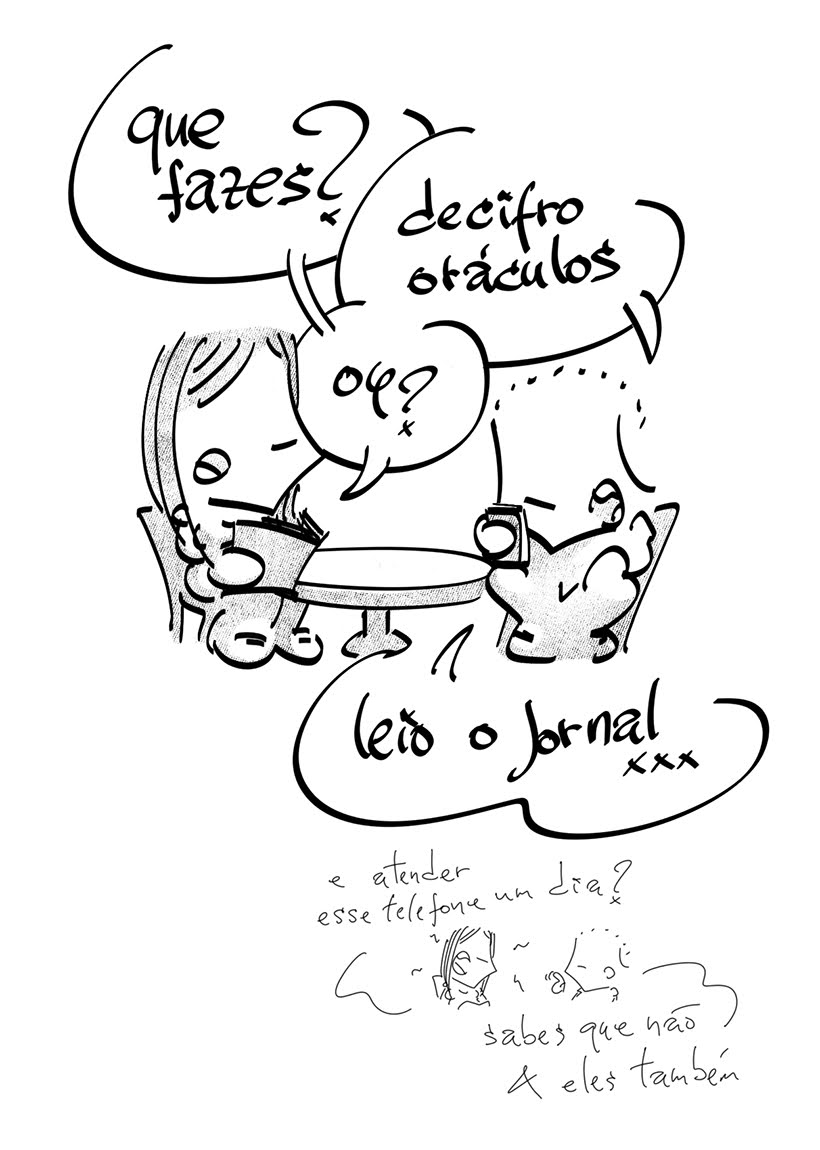 que
fazes?
decifro
oráculos
oq?
leio o jornal
xxx
e atender
esse telefone um dia?
sabes que não
& eles também